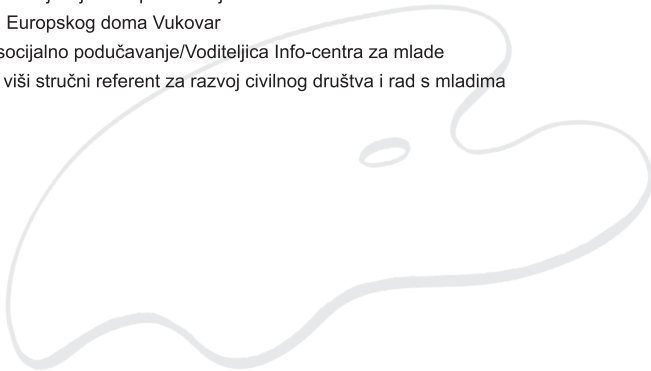 Europskog doma Vukovar
socijalno podučavanje/Voditeljica Info-centra za mlade
viši stručni referent za razvoj civilnog društva i rad s mladima